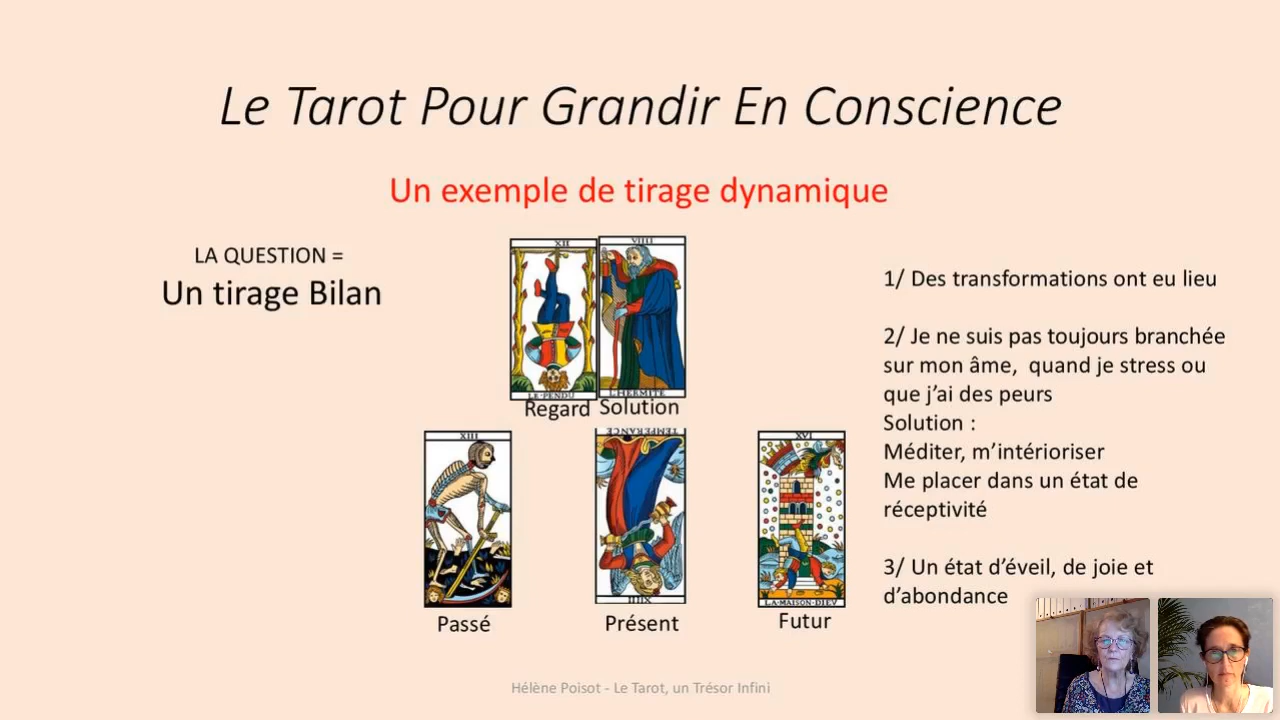 Le Tarot Pour Grandir En Conscience
Un exemple de tirage dynamique
LA QUESTION =
Un tirage Bilan
XII
VIIII
LE·PENDU
L'HERMITE
Regard
Solution
XIII
TEMPÉRANCE
XIIII
XVI
LA·MAISON·DIEV
Passé
Présent
Futur
1/ Des transformations ont eu lieu
2/ Je ne suis pas toujours branchée
sur mon âme, quand je stress ou
que j'ai des peurs
Solution :
Méditer, m'intérioriser
Me placer dans un état de
réceptivité
3/ Un état d'éveil, de joie et
d'abondance
Hélène Poisot - Le Tarot, un Trésor Infini